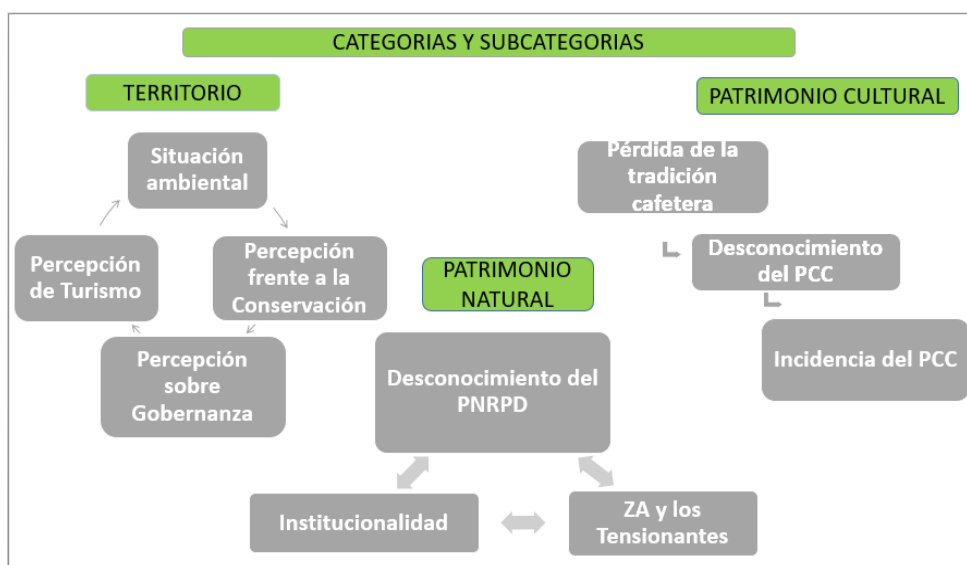 CATEGORIAS Y SUBCATEGORIAS
TERRITORIO
Situación
ambiental
Percepción
de Turismo
Percepción
frente a la
Conservación
Percepción
sobre
Gobernanza
PATRIMONIO
NATURAL
Desconocimiento del
PNRPD
Institucionalidad
ZA y los
Tensionantes
PATRIMONIO CULTURAL
Pérdida de la
tradición
cafetera
Desconocimiento
del PCC
Incidencia del PCC